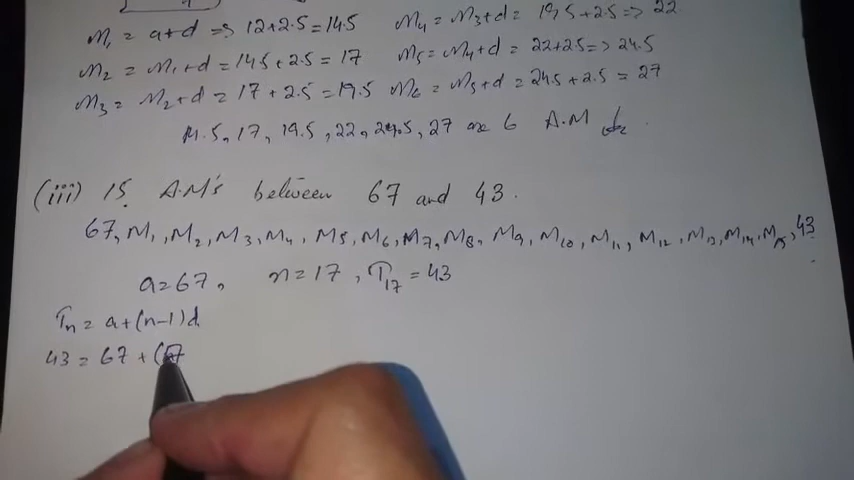 M1 = a+d => 12+2.5 = 14.5 M4 = M3+d = 19.5+2.5 => 22
M2 = M1+d = 14.5+2.5 = 17 M5 = M4+d = 22+2.5 => 24.5
M3 = M2+d = 17+2.5 = 19.5 M6 = M5+d = 24.5+2.5 = 27
14.5, 17, 19.5, 22, 24.5, 27 are 6 A.M
(iii) 15 A.M's between 67 and 43.
67, M1, M2, M3, M4, M5, M6, M7, M8, M9, M10, M11, M12, M13, M14, M15, 43
a=67, n=17, T17 = 43
Tn = a+(n-1)d
43 = 67 + (17